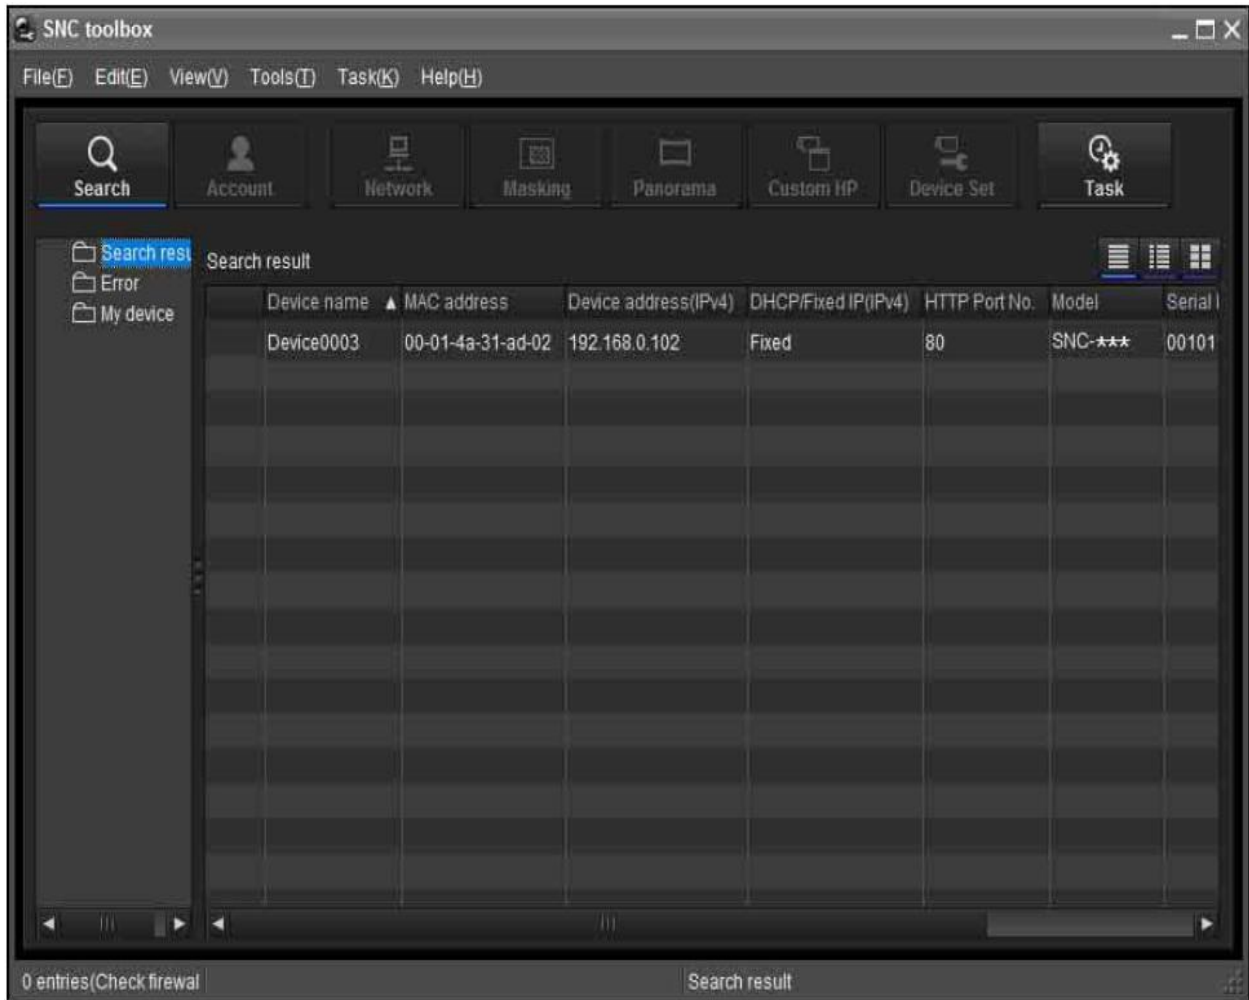 SNC toolbox
File(F) Edit(E) View(V) Tools(T) Task(K) Help(H)
Search Account Network Masking Panorama Custom HP Device Set Task
Search resu
Error
My device
Search result
Device name ▲ MAC address Device address(IPv4) DHCP/Fixed IP(IPv4) HTTP Port No. Model Serial
Device0003 00-01-4a-31-ad-02 192.168.0.102 Fixed 80 SNC-*** 00101
0 entries(Check firewal Search result